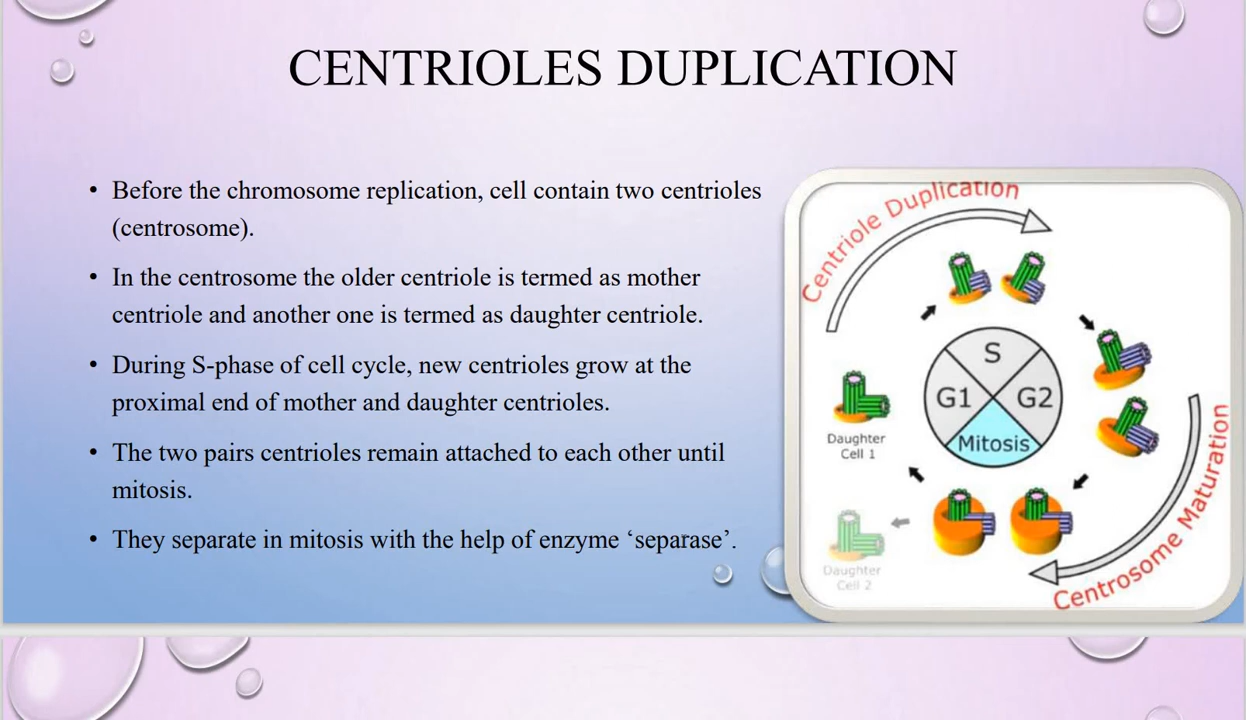 CENTRIOLES DUPLICATION
• Before the chromosome replication, cell contain two centrioles
(centrosome).
• In the centrosome the older centriole is termed as mother
centriole and another one is termed as daughter centriole.
• During S-phase of cell cycle, new centrioles grow at the
proximal end of mother and daughter centrioles.
• The two pairs centrioles remain attached to each other until
mitosis.
• They separate in mitosis with the help of enzyme ‘separase’.
Centriole Duplication
S
G1
G2
Mitosis
Daughter
Cell 1
Daughter
Cell 2
Centrosome Maturation